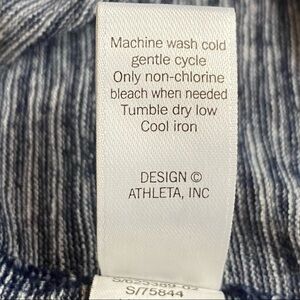 Machine wash cold
gentle cycle
Only non-chlorine
bleach when needed
Tumble dry low
Cool iron
DESIGN ©
ATHLETA, INC
S/75844